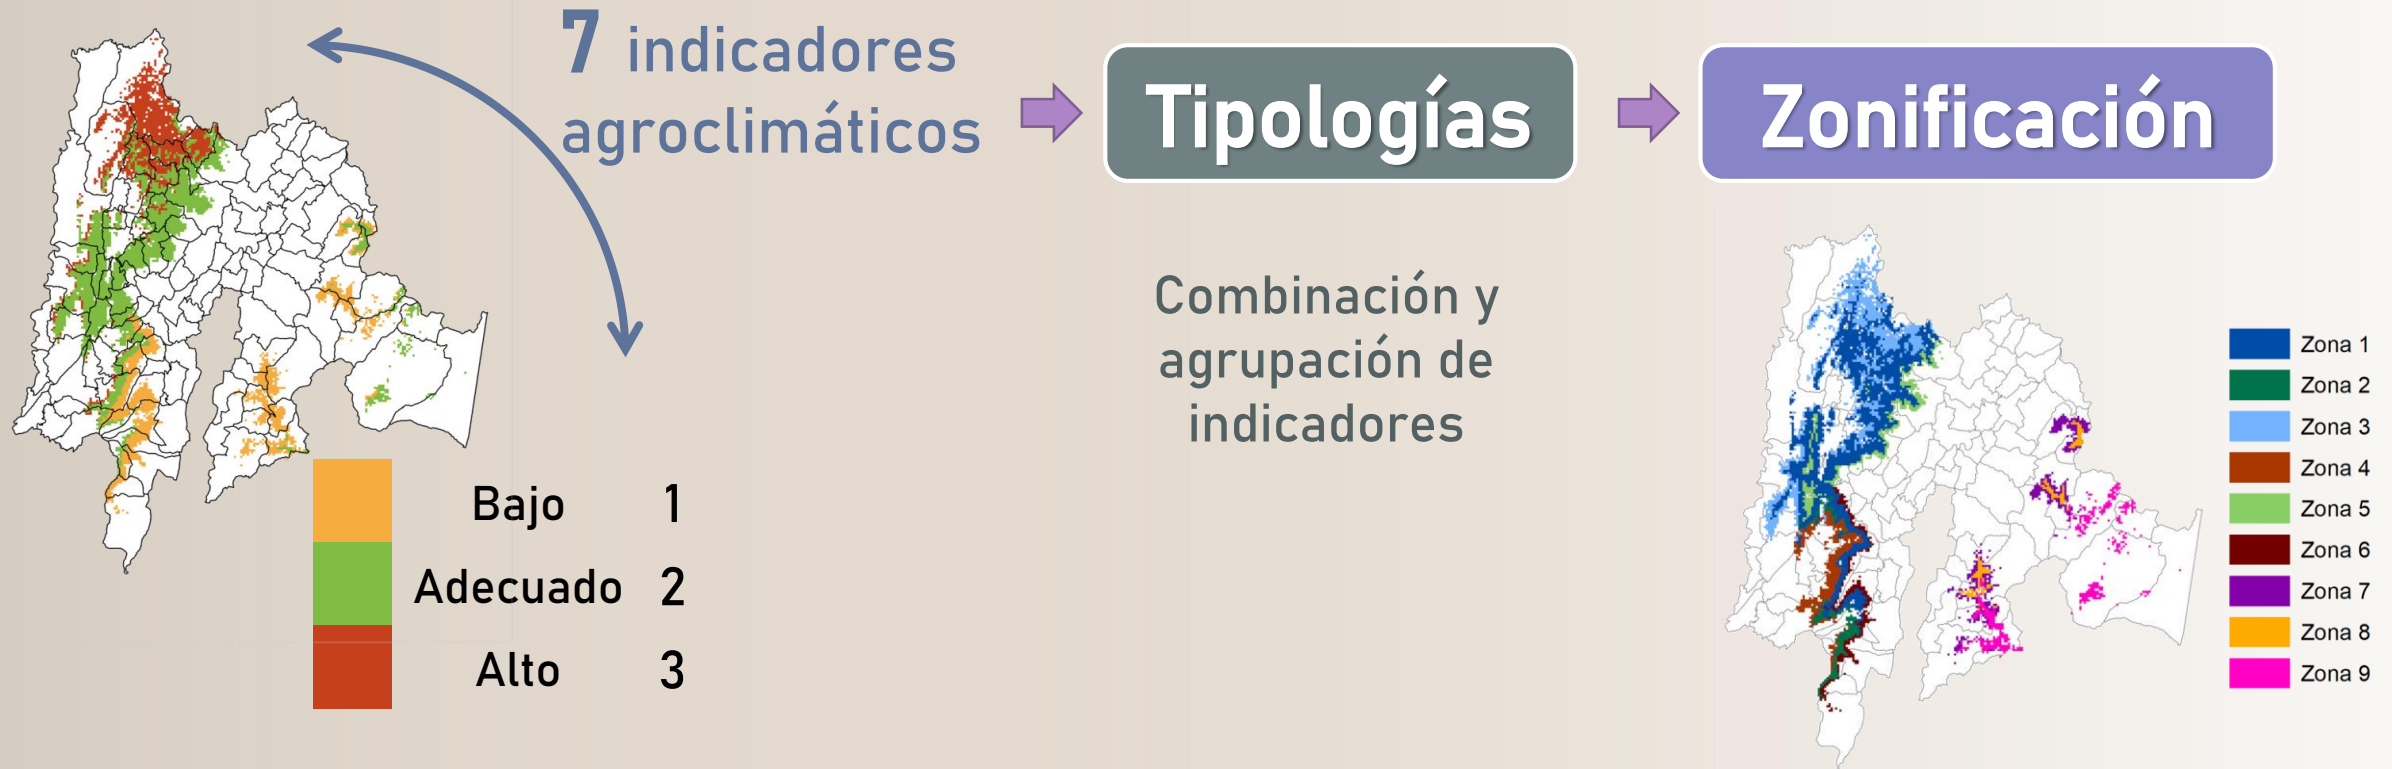 7 indicadores
agroclimáticos
Tipologías
Zonificación
Combinación y
agrupación de
indicadores
Bajo 1
Adecuado 2
Alto 3
Zona 1
Zona 2
Zona 3
Zona 4
Zona 5
Zona 6
Zona 7
Zona 8
Zona 9